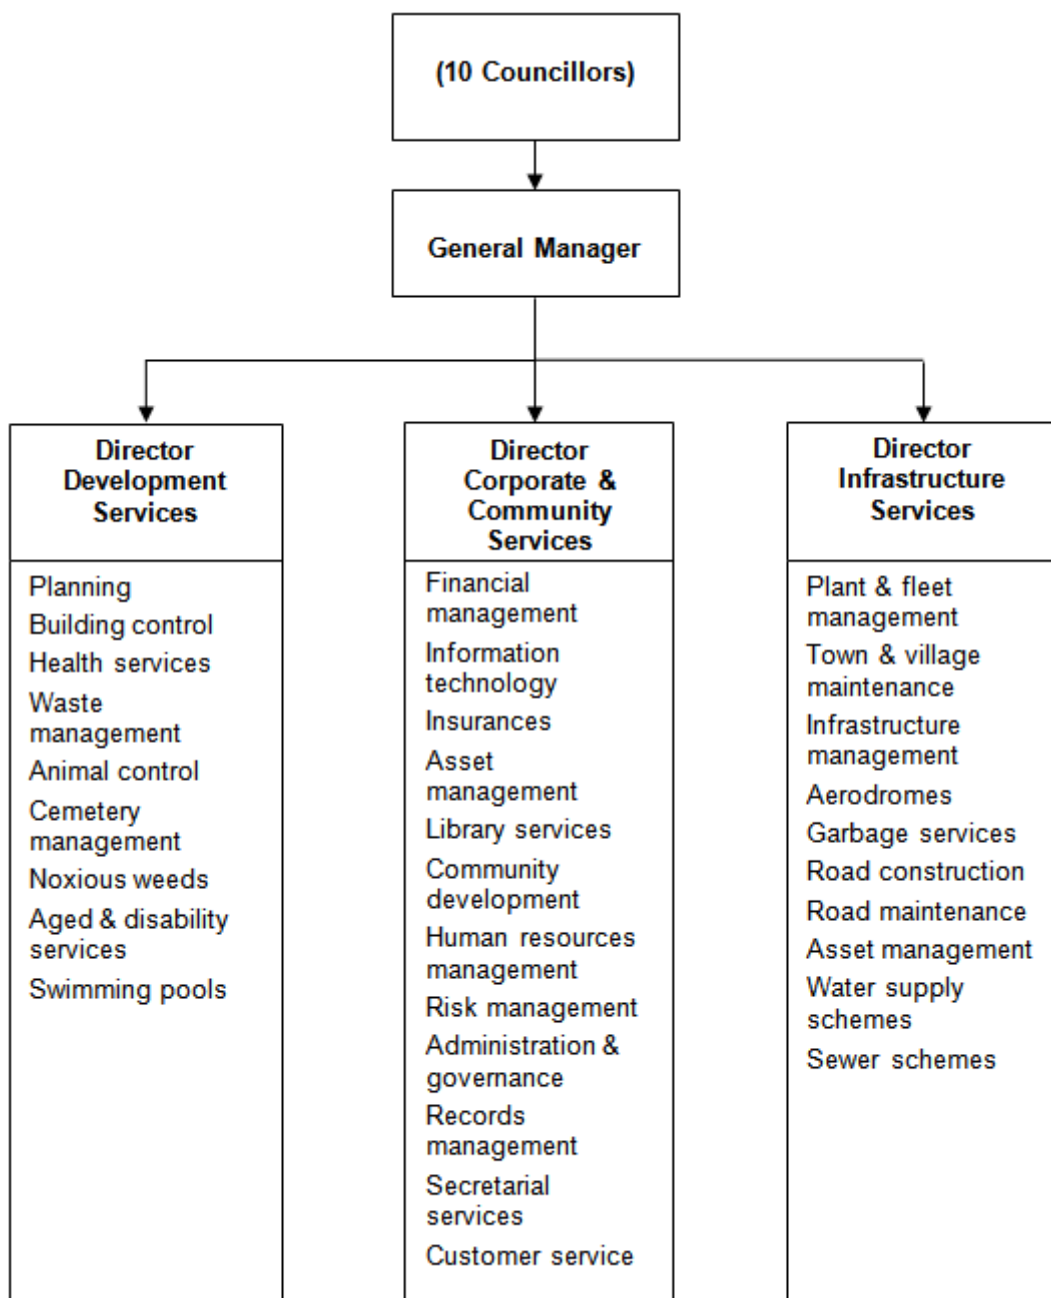 (10 Councillors)
General Manager
Director
Development
Services
Planning
Building control
Health services
Waste
management
Animal control
Cemetery
management
Noxious weeds
Aged & disability
services
Swimming pools
Director
Corporate &
Community
Services
Financial
management
Information
technology
Insurances
Asset
management
Library services
Community
development
Human resources
management
Risk management
Administration &
governance
Records
management
Secretarial
services
Customer service
Director
Infrastructure
Services
Plant & fleet
management
Town & village
maintenance
Infrastructure
management
Aerodromes
Garbage services
Road construction
Road maintenance
Asset management
Water supply
schemes
Sewer schemes